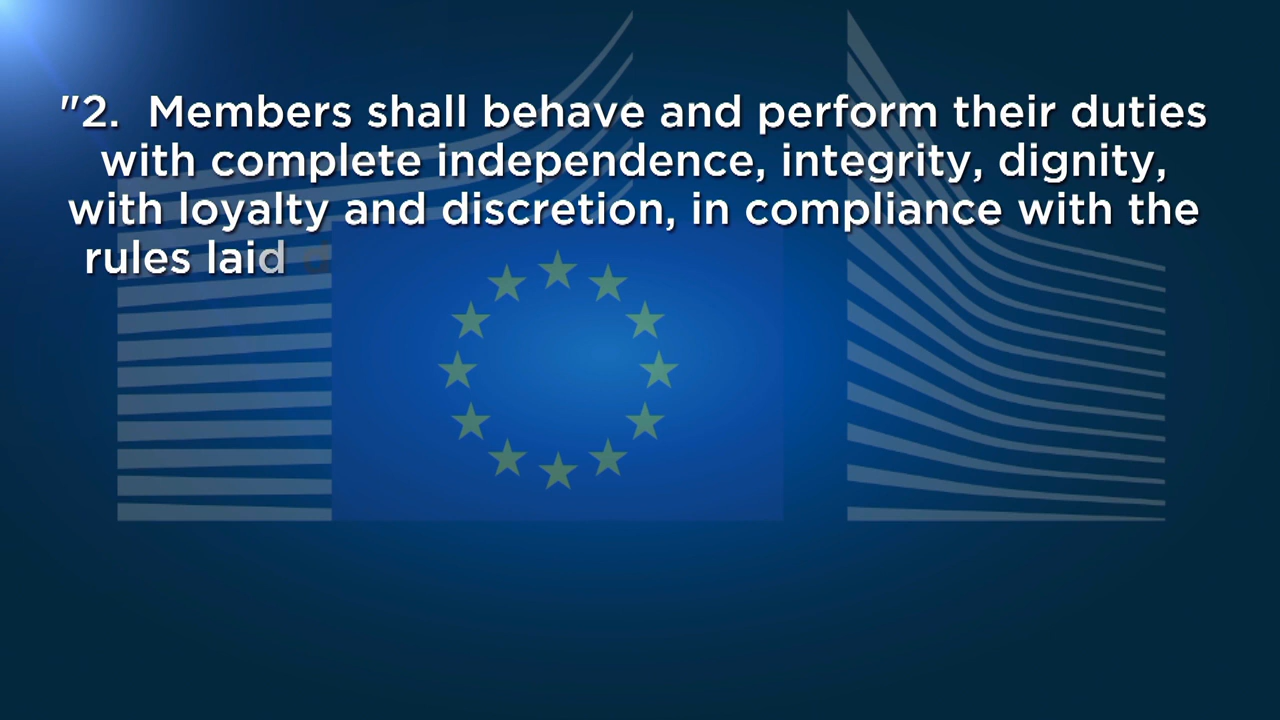 "2. Members shall behave and perform their duties
with complete independence, integrity, dignity,
with loyalty and discretion, in compliance with the
rules laid